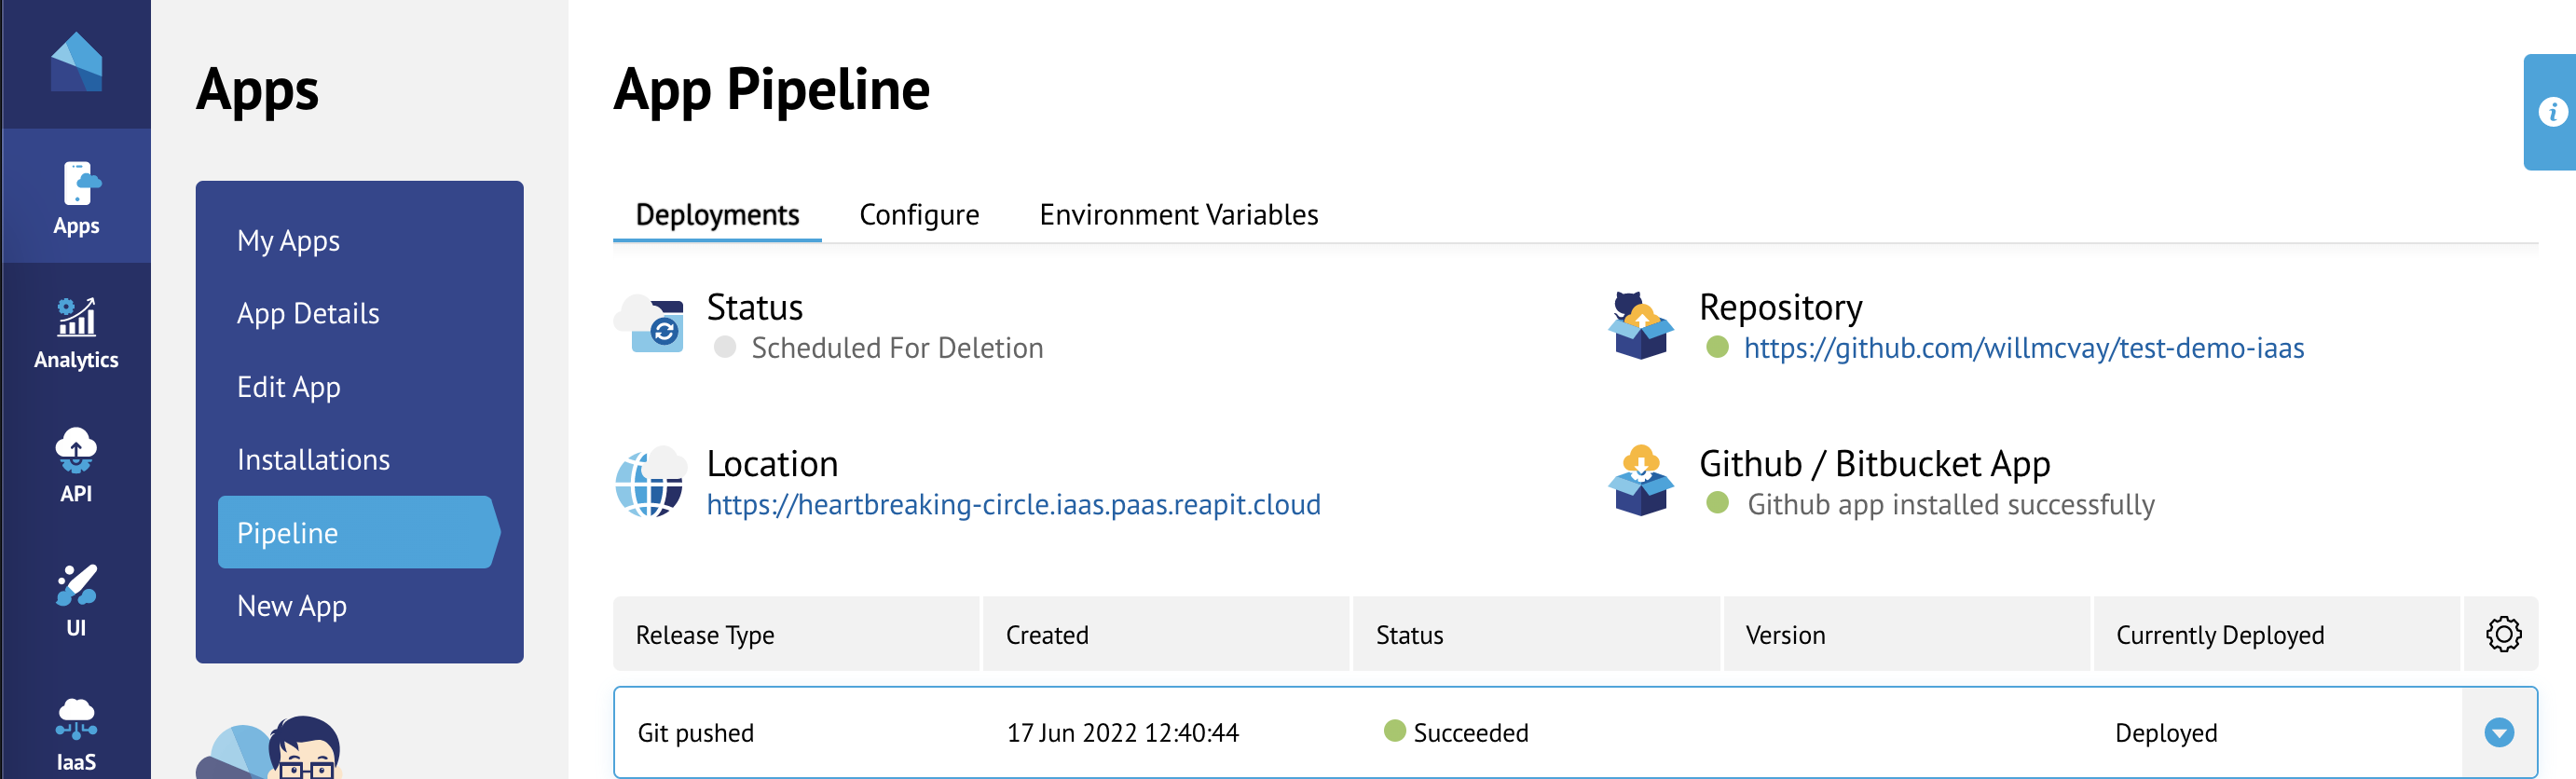 Apps
Analytics
API
UI
IaaS
Apps
My Apps
App Details
Edit App
Installations
Pipeline
New App
App Pipeline
i
Deployments Configure Environment Variables
Status
Scheduled For Deletion
Repository
https://github.com/willmcvay/test-demo-iaas
Location
https://heartbreaking-circle.iaas.paas.reapit.cloud
Github / Bitbucket App
Github app installed successfully
Release Type Created Status Version Currently Deployed
Git pushed 17 Jun 2022 12:40:44 Succeeded Deployed